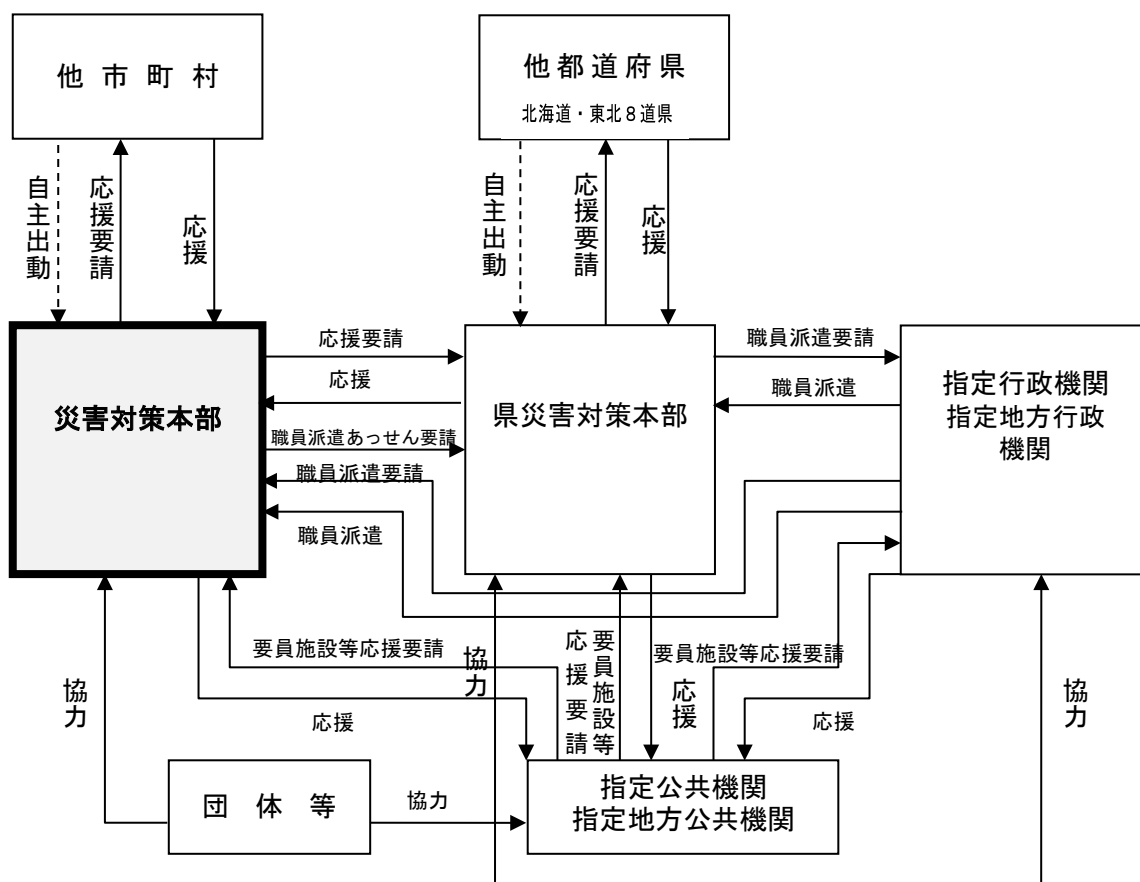 他市町村
他都道府県
北海道・東北８道県
自主出動
応援要請
応援
自主出動
応援要請
応援
災害対策本部
応援要請
応援
職員派遣あっせん要請
職員派遣要請
職員派遣
県災害対策本部
職員派遣要請
職員派遣
指定行政機関
指定地方行政
機関
協力
要員施設等応援要請
応援
協力
要員施設等
応援要請
応援
要員施設等応援要請
応援
協力
団体等
協力
指定公共機関
指定地方公共機関